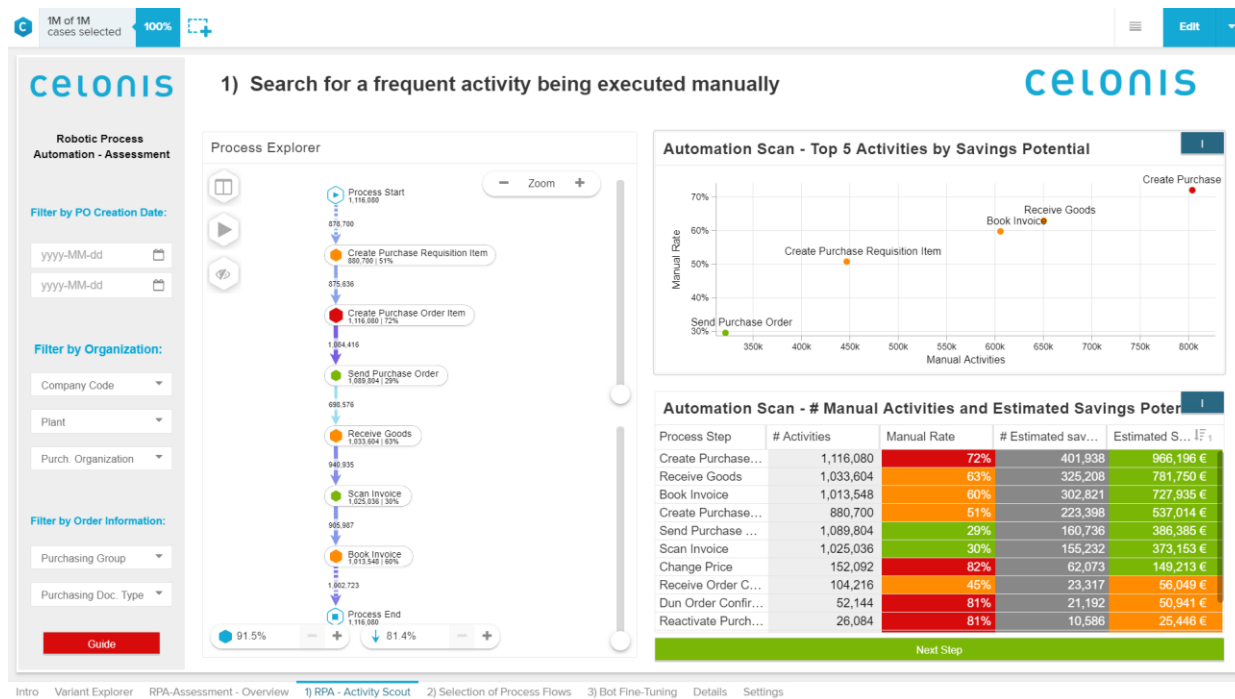 1M of 1M
cases selected
100%
Edit
celonis
Robotic Process
Automation - Assessment
Filter by PO Creation Date:
yyyy-MM-dd
yyyy-MM-dd
Filter by Organization:
Company Code
Plant
Purch. Organization
Filter by Order Information:
Purchasing Group
Purchasing Doc. Type
Guide
1) Search for a frequent activity being executed manually
celonis
Process Explorer
Zoom
Process Start
1,116,080
878,700
Create Purchase Requisition Item
880,700 | 51%
875,636
Create Purchase Order Item
1,116,080 | 72%
Send Purchase Order
1,089,804 | 29%
698,576
Receive Goods
1,033,604 | 63%
940,935
Scan Invoice
1,025,036 | 30%
905,987
Book Invoice
1,013,548 | 60%
1,002,723
Process End
1,116,080
91.5%
81.4%
Automation Scan - Top 5 Activities by Savings Potential
Manual Rate
70%
60%
50%
40%
30%
Create Purchase
Receive Goods
Book Invoice
Create Purchase Requisition Item
Send Purchase Order
350k 400k 450k 500k 550k 600k 650k 700k 750k 800k
Manual Activities
Automation Scan - # Manual Activities and Estimated Savings Poter
Process Step # Activities Manual Rate # Estimated sav... Estimated S... 1
Create Purchase... 1,116,080 72% 401,938 966,196 €
Receive Goods 1,033,604 63% 325,208 781,750 €
Book Invoice 1,013,548 60% 302,821 727,935 €
Create Purchase... 880,700 51% 223,398 537,014 €
Send Purchase ... 1,089,804 29% 160,736 386,385 €
Scan Invoice 1,025,036 30% 155,232 373,153 €
Change Price 152,092 82% 62,073 149,213 €
Receive Order C... 104,216 45% 23,317 56,049 €
Dun Order Confir... 52,144 81% 21,192 50,941 €
Reactivate Purch... 26,084 81% 10,586 25,446 €
Next Step
Intro Variant Explorer RPA-Assessment - Overview 1) RPA - Activity Scout 2) Selection of Process Flows 3) Bot Fine-Tuning Details Settings